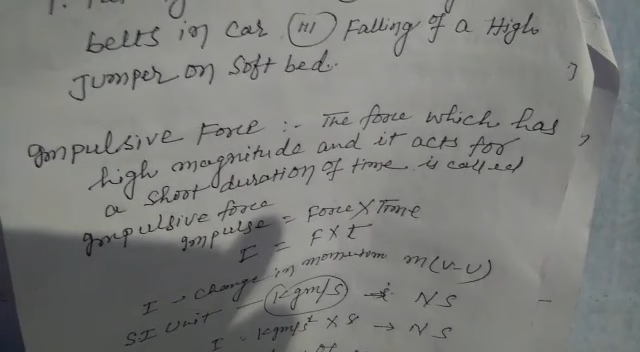 belts in car (iii) Falling of a High
Jumper on soft bed.
Impulsive Force :- The force which has
high magnitude and it acts for
a short duration of time is called
Impulsive force
Impulse = Force X Time
I = F X t
I → change in momentum m(v-u)
SI Unit - kgm/s → NS
I = kgm/s² X s → NS